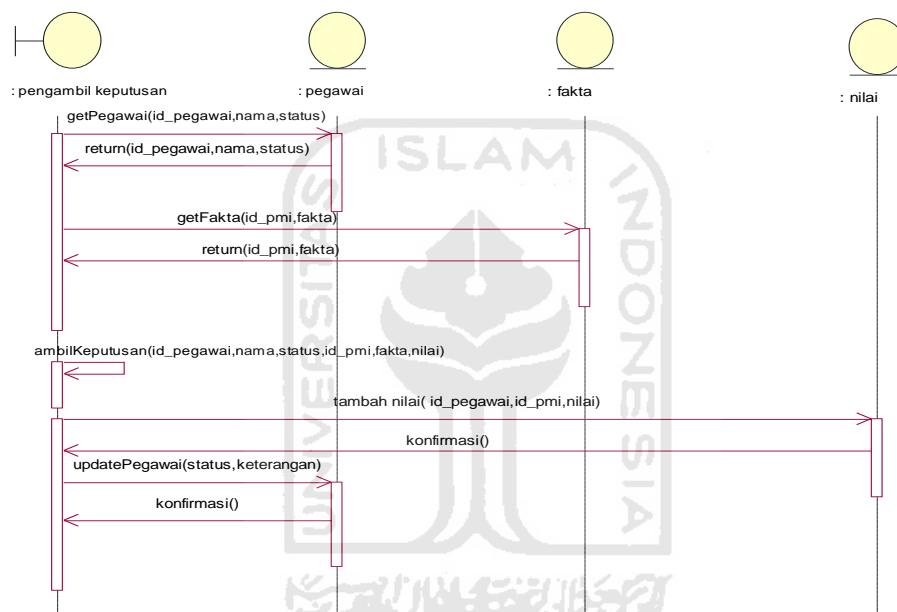 : pengambil keputusan
: pegawai
: fakta
: nilai
getPegawai(id_pegawai,nama,status)
return(id_pegawai,nama,status)
getFakta(id_pmi,fakta)
return(id_pmi,fakta)
ambilKeputusan(id_pegawai,nama,status,id_pmi,fakta,nilai)
tambah nilai( id_pegawai,id_pmi,nilai)
konfirmasi()
updatePegawai(status,keterangan)
konfirmasi()
UNIVERSITAS
ISLAM
INDONESIA